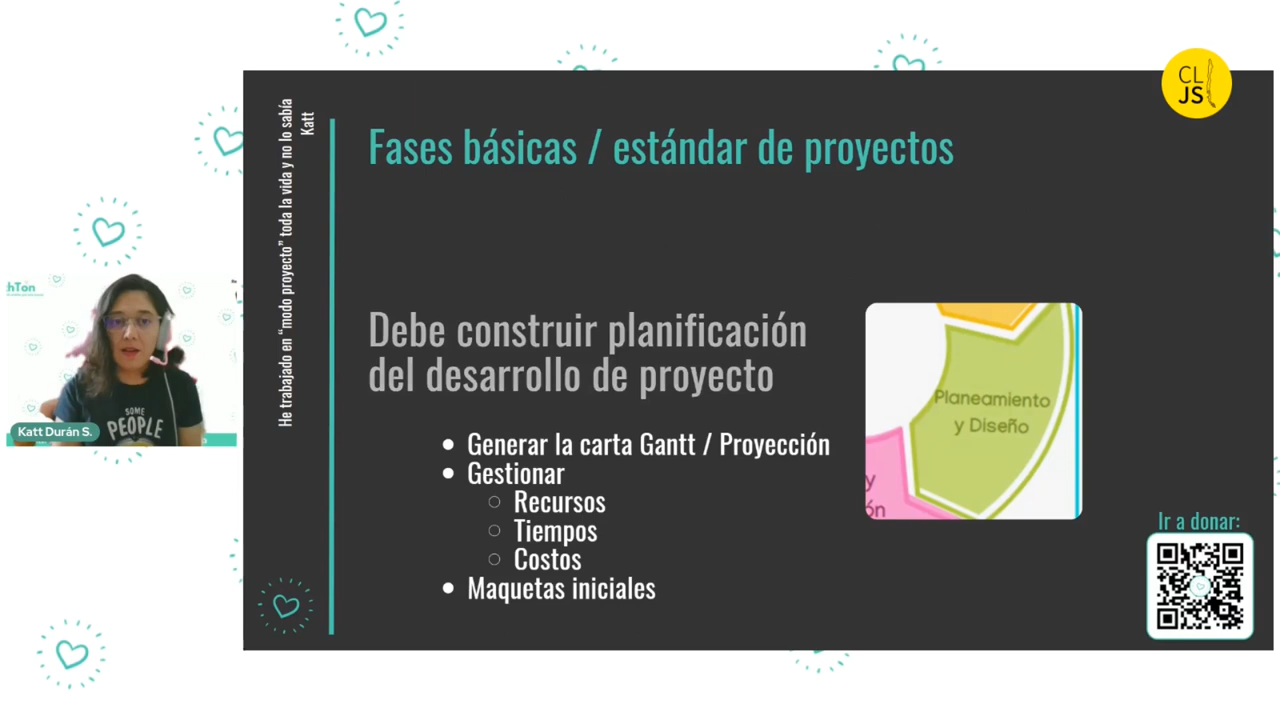 CL
JS
He trabajado en “modo proyecto” toda la vida y no lo sabía
Katt
Fases básicas / estándar de proyectos
Debe construir planificación
del desarrollo de proyecto
Generar la carta Gantt / Proyección
Gestionar
Recursos
Tiempos
Costos
Maquetas iniciales
Planeamiento
y Diseño
y
ón
hTon
SOME
PEOPLE
Katt Durán S.
Ir a donar: